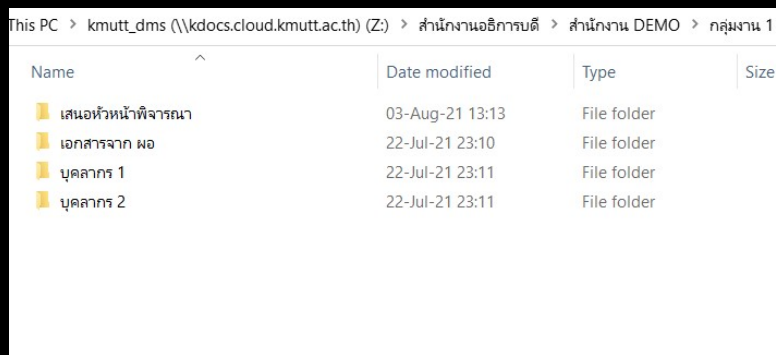 This PC > kmutt_dms (\\kdocs.cloud.kmutt.ac.th) (Z:) > สำนักงานอธิการบดี > สำนักงาน DEMO > กลุ่มงาน 1
Name Date modified Type Size
เสนอหัวหน้าพิจารณา 03-Aug-21 13:13 File folder
เอกสารจาก ผอ 22-Jul-21 23:10 File folder
บุคลากร 1 22-Jul-21 23:11 File folder
บุคลากร 2 22-Jul-21 23:11 File folder